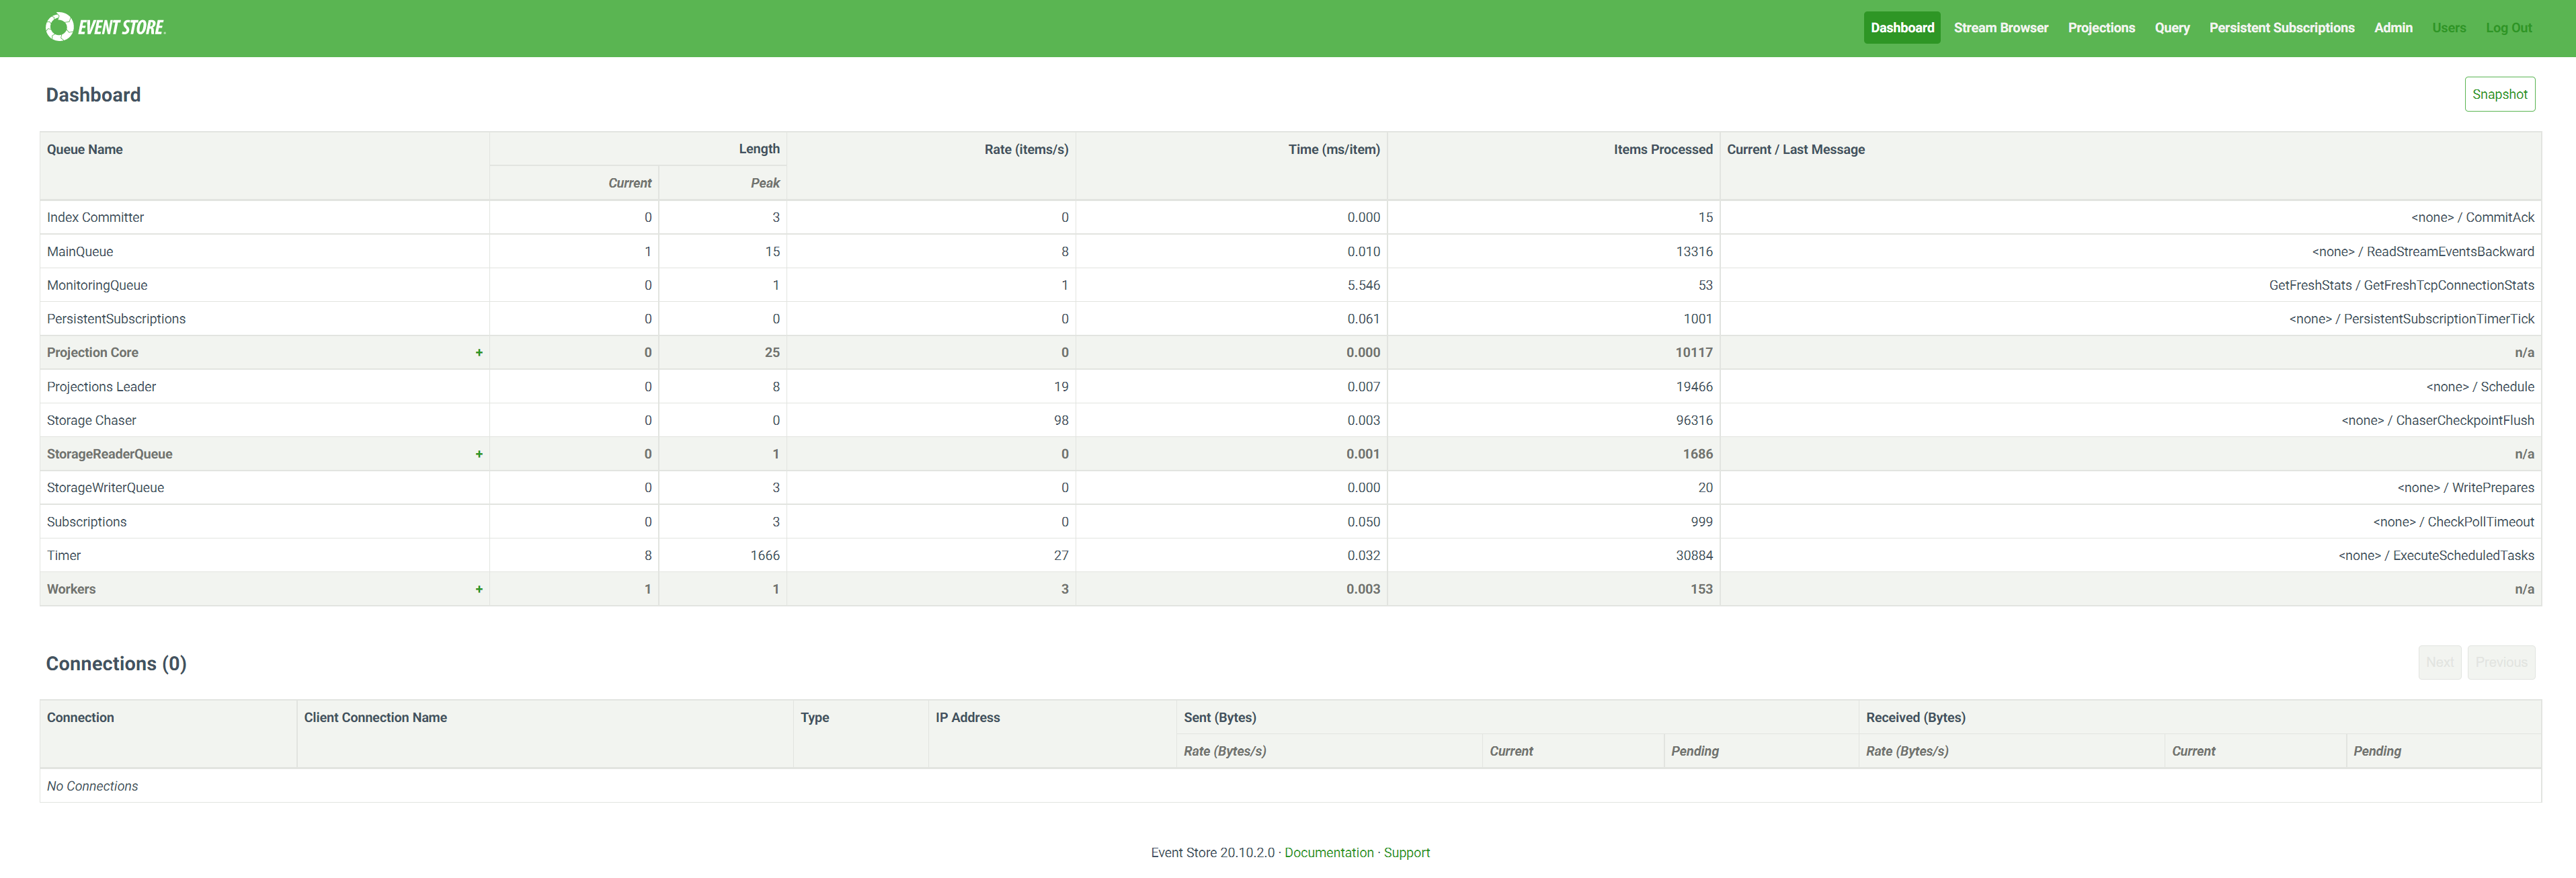 EVENT STORE
Dashboard Stream Browser Projections Query Persistent Subscriptions Admin Users Log Out
Dashboard Snapshot
Queue Name Length Rate (items/s) Time (ms/item) Items Processed Current / Last Message
Current Peak
Index Committer 0 3 0 0.000 15 <none> / CommitAck
MainQueue 1 15 8 0.010 13316 <none> / ReadStreamEventsBackward
MonitoringQueue 0 1 1 5.546 53 GetFreshStats / GetFreshTcpConnectionStats
PersistentSubscriptions 0 0 0 0.061 1001 <none> / PersistentSubscriptionTimerTick
Projection Core + 0 25 0 0.000 10117 n/a
Projections Leader 0 8 19 0.007 19466 <none> / Schedule
Storage Chaser 0 0 98 0.003 96316 <none> / ChaserCheckpointFlush
StorageReaderQueue + 0 1 0 0.001 1686 n/a
StorageWriterQueue 0 3 0 0.000 20 <none> / WritePrepares
Subscriptions 0 3 0 0.050 999 <none> / CheckPollTimeout
Timer 8 1666 27 0.032 30884 <none> / ExecuteScheduledTasks
Workers + 1 1 3 0.003 153 n/a
Connections (0) Next Previous
Connection Client Connection Name Type IP Address Sent (Bytes) Received (Bytes)
Rate (Bytes/s) Current Pending Rate (Bytes/s) Current Pending
No Connections
Event Store 20.10.2.0 · Documentation · Support